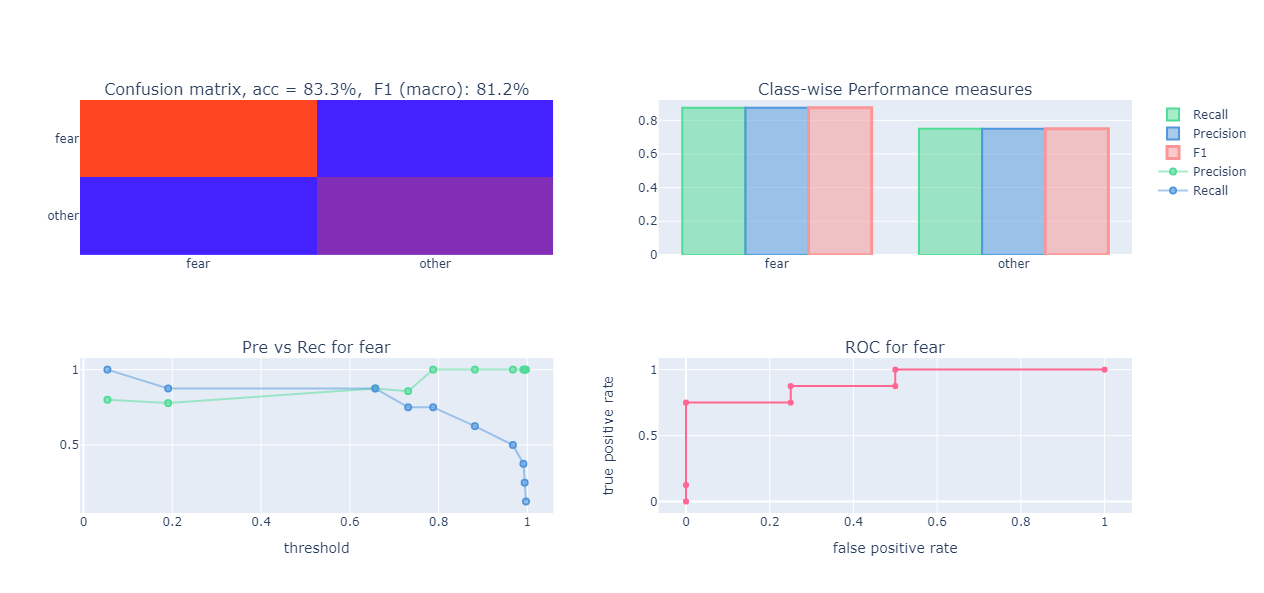 Confusion matrix, acc = 83.3%,  F1 (macro): 81.2%
fear
other
fear
other
Class-wise Performance measures
0.8
0.6
0.4
0.2
0
fear
other
Recall
Precision
F1
Precision
Recall
Pre vs Rec for fear
1
0.5
0
0.2
0.4
0.6
0.8
1
threshold
ROC for fear
true positive rate
1
0.5
0
0
0.2
0.4
0.6
0.8
1
false positive rate